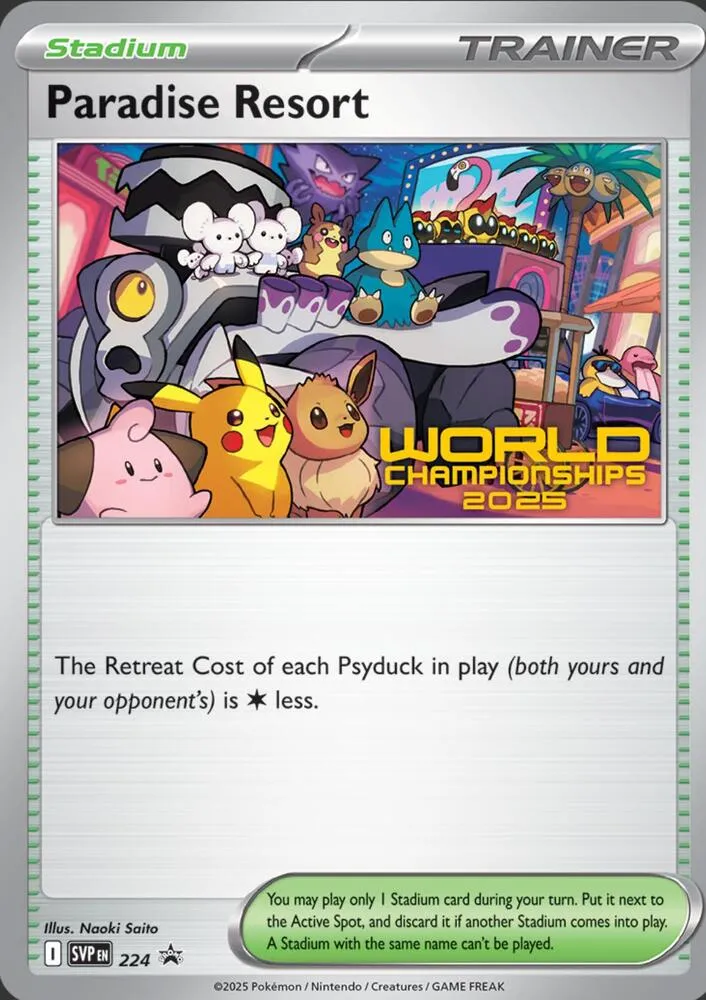 Stadium
TRAINER
Paradise Resort
WORLD
CHAMPIONSHIPS
2025
The Retreat Cost of each Psyduck in play (both yours and
your opponent's) is ✶ less.
You may play only 1 Stadium card during your turn. Put it next to
the Active Spot, and discard it if another Stadium comes into play.
A Stadium with the same name can't be played.
Illus. Naoki Saito
I SVP EN 224
©2025 Pokémon / Nintendo / Creatures / GAME FREAK